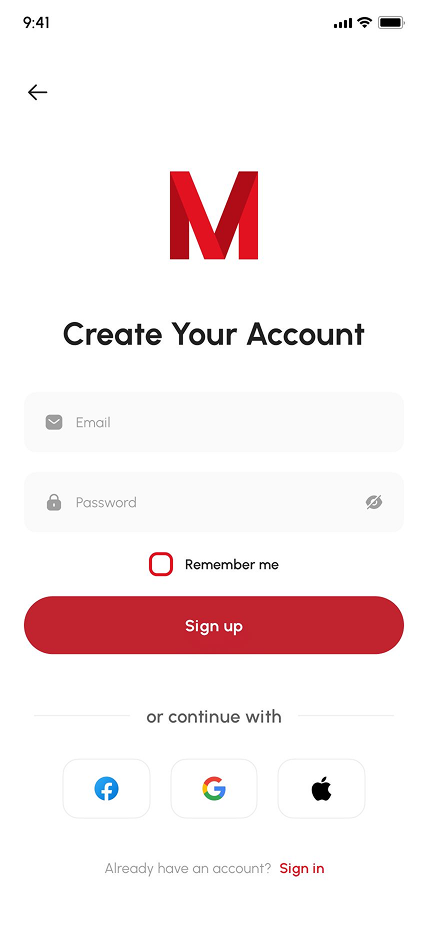 9:41
M
Create Your Account
Email
Password
Remember me
Sign up
or continue with
Already have an account? Sign in